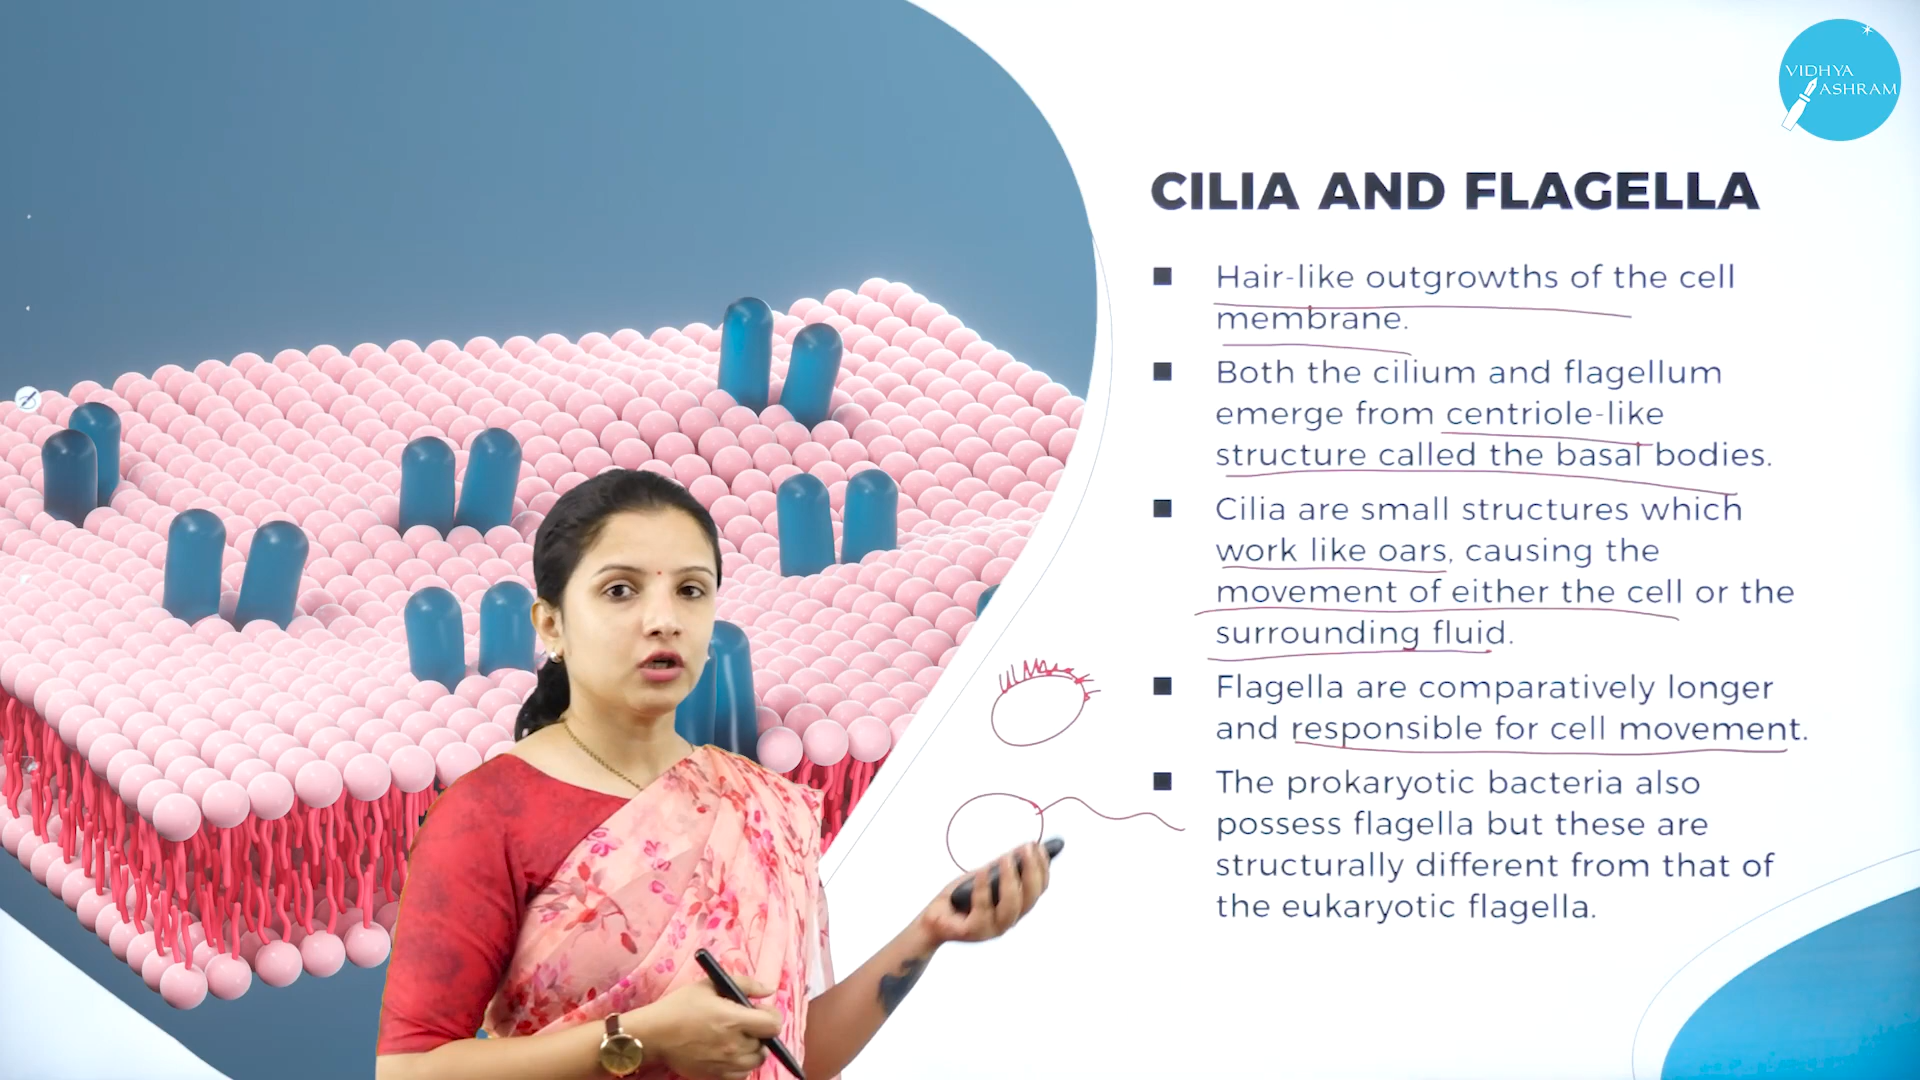 VIDHYA
ASHRAM
CILIA AND FLAGELLA
Hair-like outgrowths of the cell
membrane.
Both the cilium and flagellum
emerge from centriole-like
structure called the basal bodies.
Cilia are small structures which
work like oars, causing the
movement of either the cell or the
surrounding fluid.
Flagella are comparatively longer
and responsible for cell movement.
The prokaryotic bacteria also
possess flagella but these are
structurally different from that of
the eukaryotic flagella.